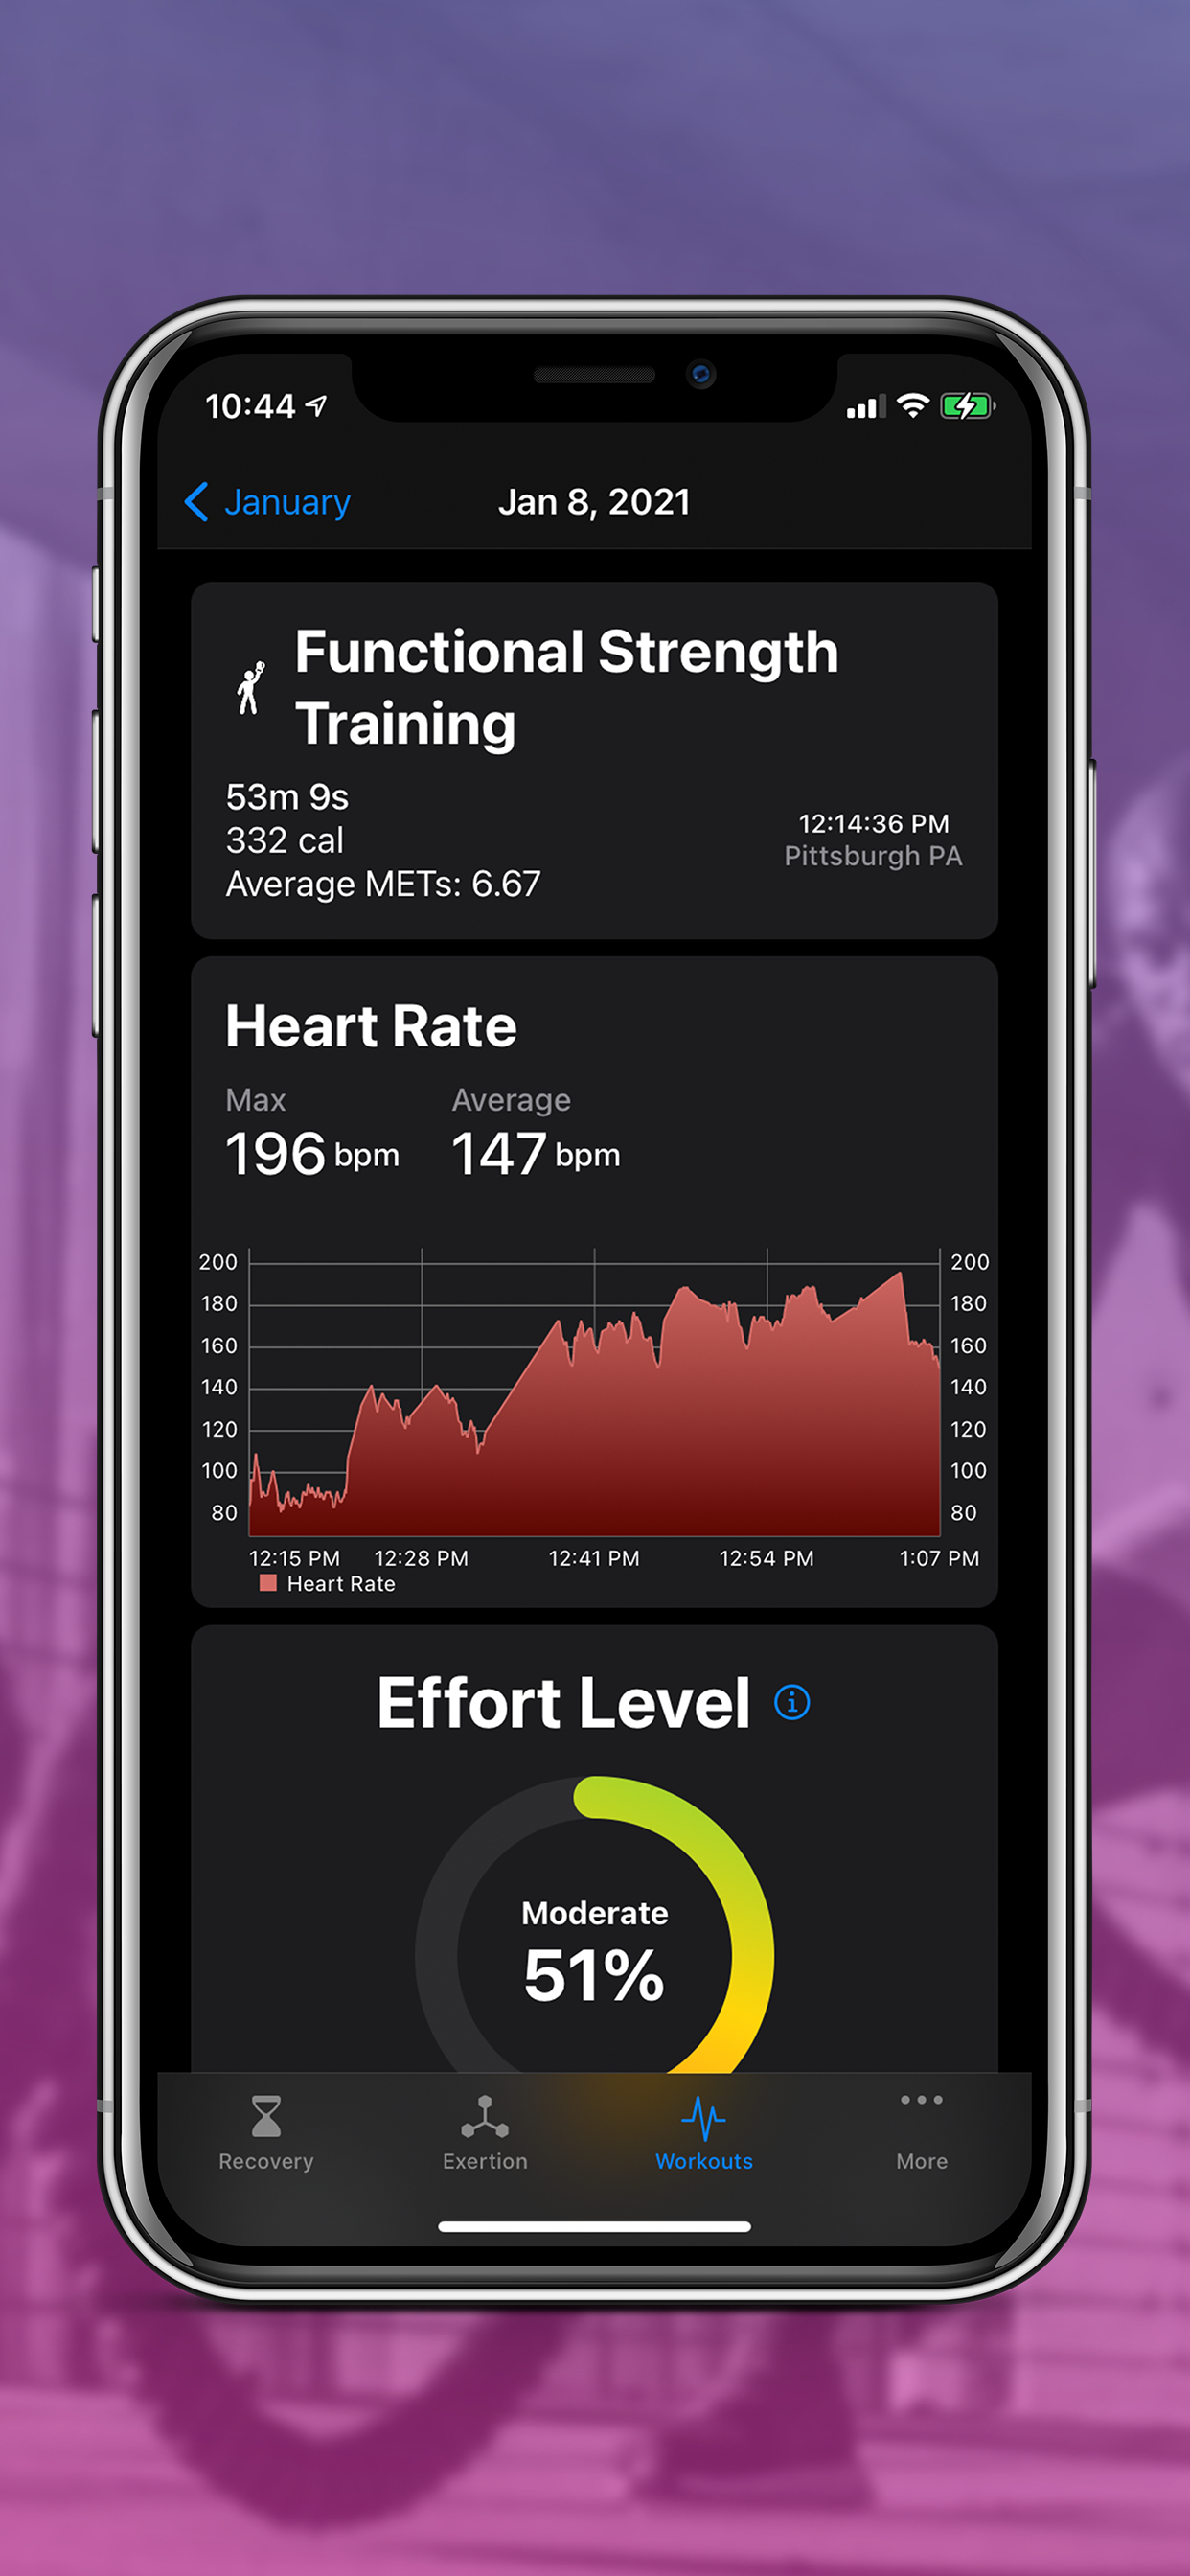 10:44
January
Jan 8, 2021
Functional Strength
Training
53m 9s
332 cal
Average METs: 6.67
12:14:36 PM
Pittsburgh PA
Heart Rate
Max
Average
196 bpm
147 bpm
200
200
180
180
160
160
140
140
120
120
100
100
80
80
12:15 PM 12:28 PM 12:41 PM 12:54 PM 1:07 PM
Heart Rate
Effort Level
Moderate
51%
Recovery
Exertion
Workouts
More